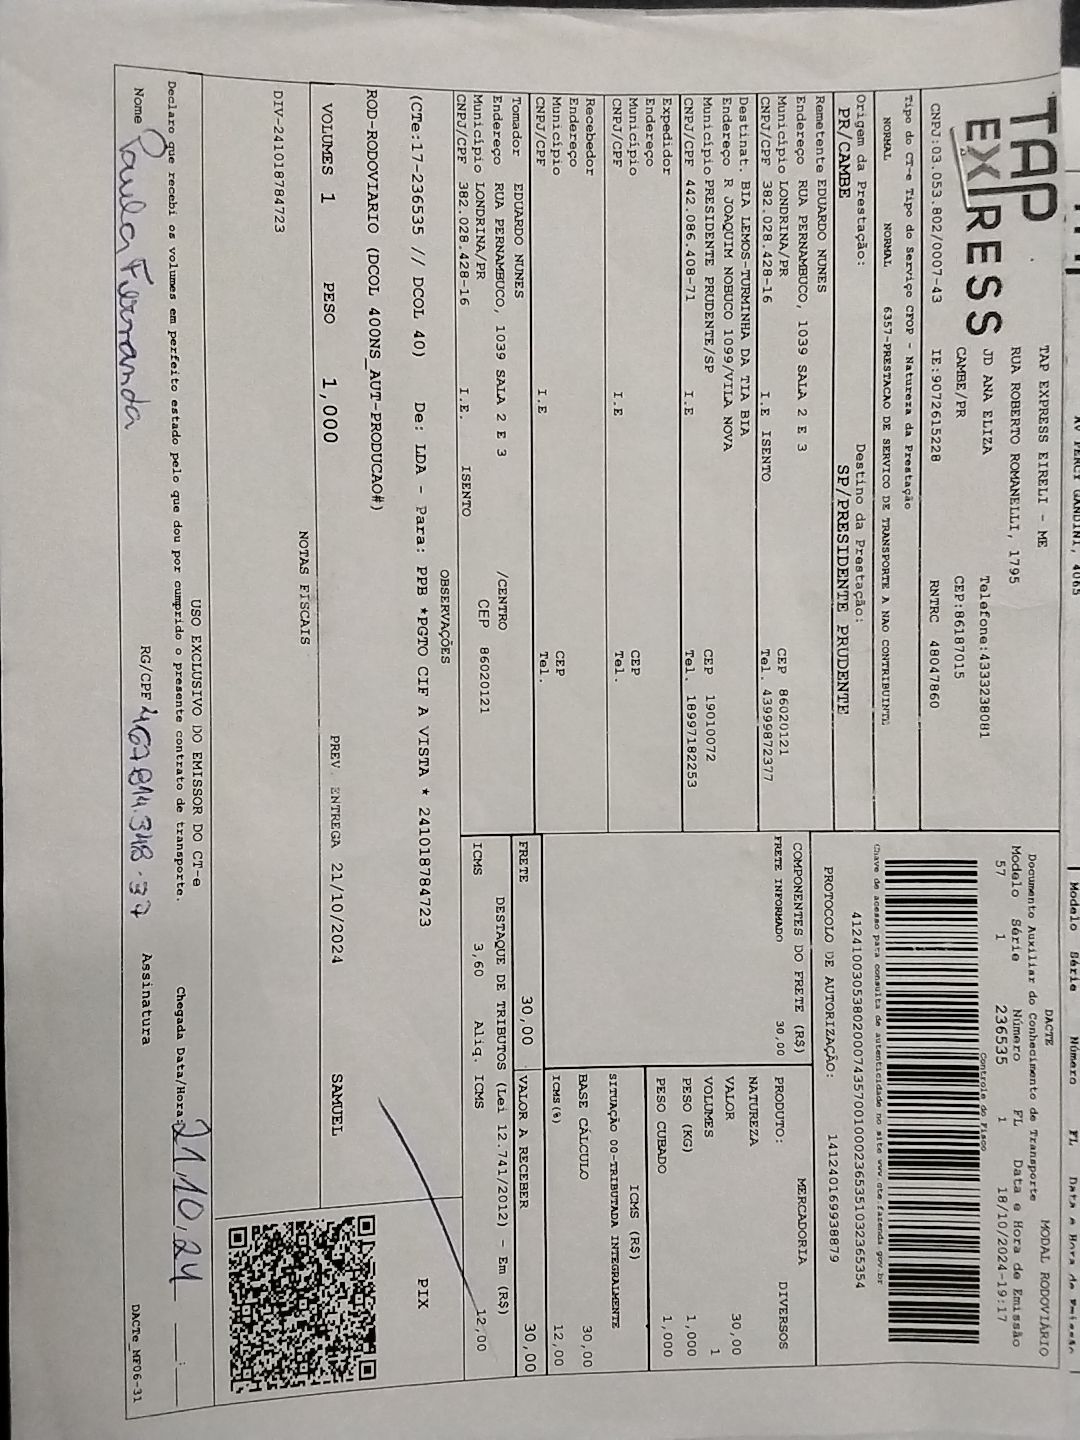 AV PERCY GANDINI, 4065
Modelo Série Número FL Data e Hora de Emissão
TAP
EXPRESS
TAP EXPRESS EIRELI - ME
RUA ROBERTO ROMANELLI, 1795
JD ANA ELIZA Telefone:4333238081
CAMBE/PR CEP:86187015
CNPJ:03.053.802/0007-43 IE:9072615228 RNTRC 48047860
DACTE MODAL RODOVIÁRIO
Documento Auxiliar do Conhecimento de Transporte
Modelo Série Número FL Data e Hora de Emissão
57 1 236535 1 18/10/2024-19:17
Controle do Fisco
Chave de acesso para consulta de autenticidade no site www.cte.fazenda.gov.br
41241003053802000743570010002365351032365354
PROTOCOLO DE AUTORIZAÇÃO: 141240169938879
Tipo do CT-e Tipo do Serviço CFOP - Natureza da Prestação
NORMAL NORMAL 6357-PRESTACAO DE SERVICO DE TRANSPORTE A NAO CONTRIBUINTE
Origem da Prestação: Destino da Prestação:
PR/CAMBE SP/PRESIDENTE PRUDENTE
Remetente EDUARDO NUNES
Endereço RUA PERNAMBUCO, 1039 SALA 2 E 3
Município LONDRINA/PR CEP 86020121
CNPJ/CPF 382.028.428-16 I.E ISENTO Tel. 43999872377
Destinat. BIA LEMOS-TURMINHA DA TIA BIA
Endereço R JOAQUIM NOBUCO 1099/VILA NOVA
Município PRESIDENTE PRUDENTE/SP CEP 19010072
CNPJ/CPF 442.086.408-71 I.E Tel. 18997182253
Expedidor
Endereço
Município CEP
CNPJ/CPF I.E Tel.
Recebedor
Endereço
Município CEP
CNPJ/CPF I.E Tel.
Tomador EDUARDO NUNES
Endereço RUA PERNAMBUCO, 1039 SALA 2 E 3 /CENTRO
Município LONDRINA/PR CEP 86020121
CNPJ/CPF 382.028.428-16 I.E. ISENTO
COMPONENTES DO FRETE (R$)
FRETE INFORMADO 30,00
PRODUTO: MERCADORIA DIVERSOS
NATUREZA
VALOR 30,00
VOLUMES 1
PESO (KG) 1,000
PESO CUBADO 1,000
ICMS (R$)
SITUAÇÃO 00-TRIBUTADA INTEGRALMENTE
BASE CÁLCULO 30,00
ICMS(%) 12,00
FRETE 30,00 VALOR A RECEBER 30,00
DESTAQUE DE TRIBUTOS (Lei 12.741/2012) - Em (R$)
ICMS 3,60 Aliq. ICMS 12,00
OBSERVAÇÕES
(CTe:17-236535 // DCOL 40) De: LDA - Para: PPB *PGTO CIF A VISTA * 241018784723 PIX
ROD-RODOVIARIO (DCOL 400NS_AUT-PRODUCAO#)
VOLUMES 1 PESO 1,000 PREV. ENTREGA 21/10/2024 SAMUEL
NOTAS FISCAIS
DIV-241018784723
USO EXCLUSIVO DO EMISSOR DO CT-e
Declaro que recebi os volumes em perfeito estado pelo que dou por cumprido o presente contrato de transporte. Chegada Data/Hora: 21,10,24 __:__
Nome Paula Fernanda RG/CPF 467.814.348.37 Assinatura DACTe_MF06-31